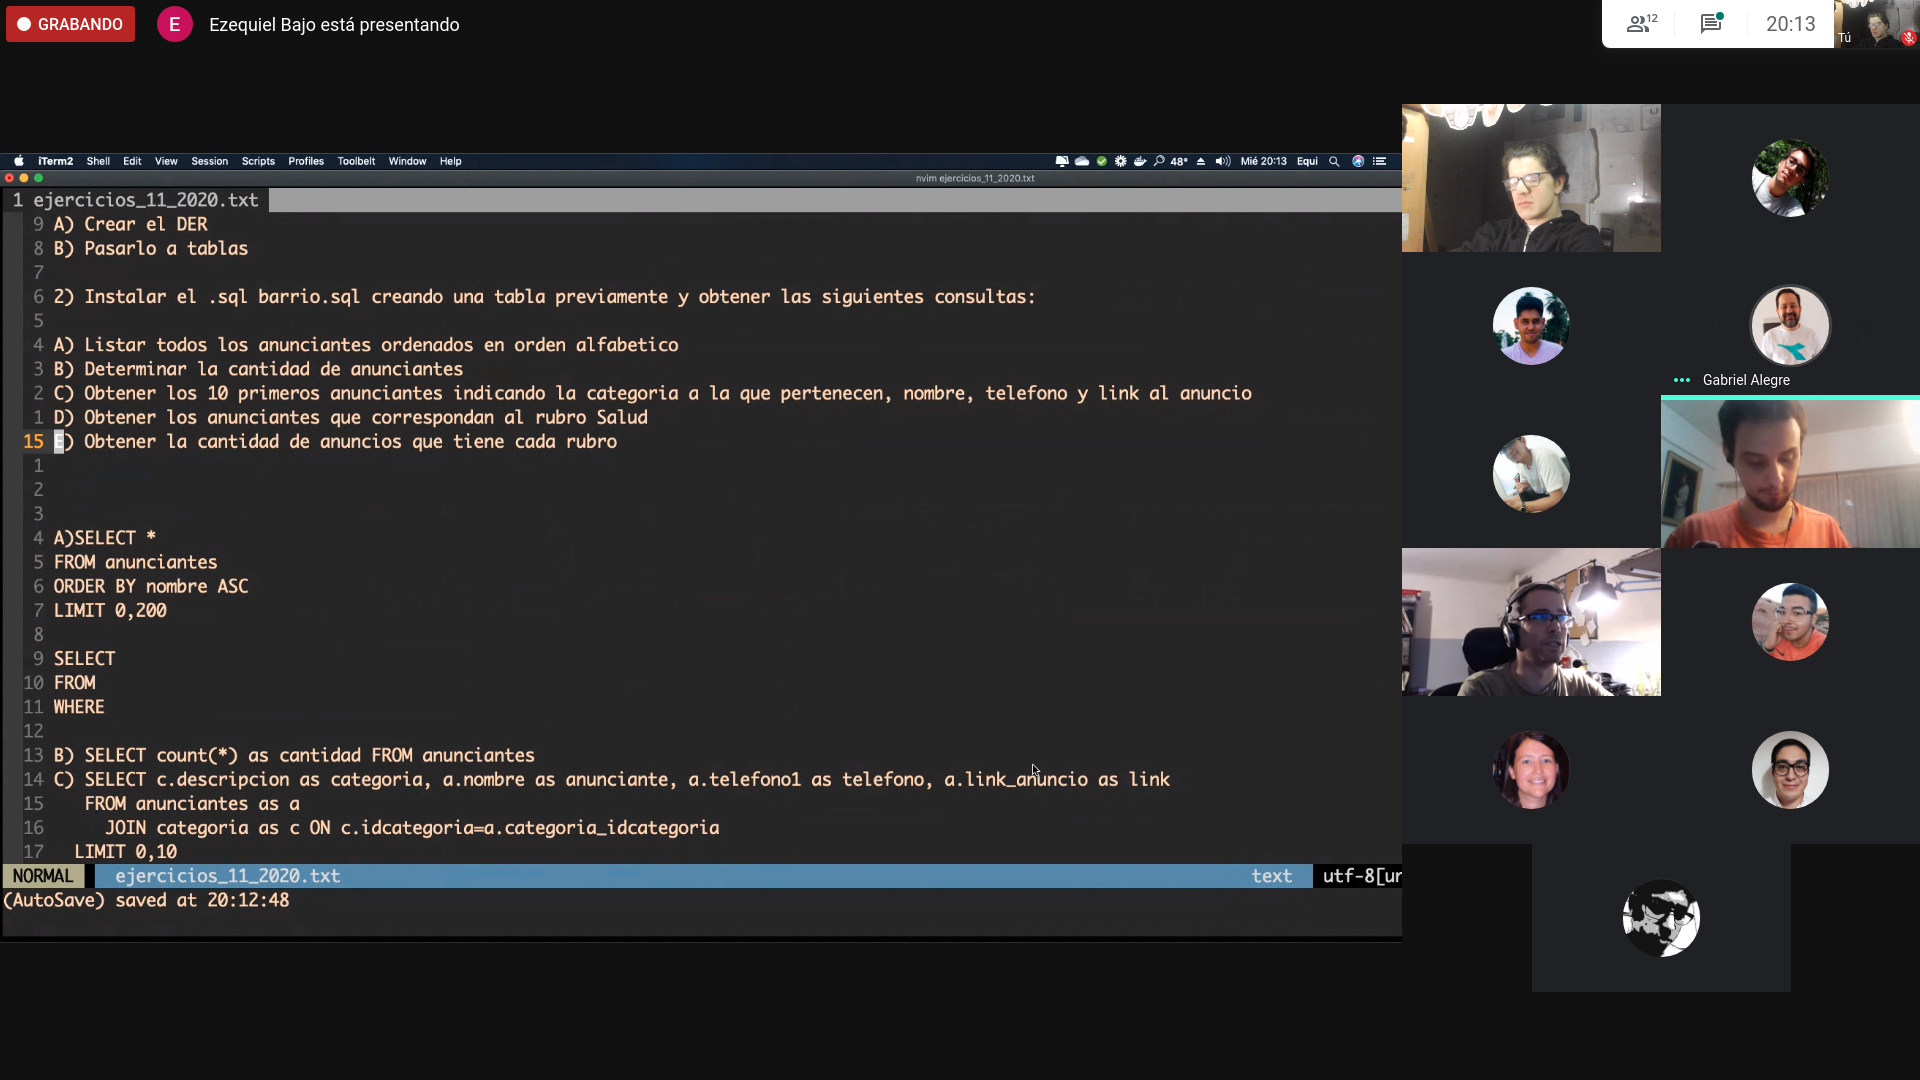 GRABANDO
E
Ezequiel Bajo está presentando
12
20:13
Tú
iTerm2 Shell Edit View Session Scripts Profiles Toolbelt Window Help
48° Mié 20:13 Equi
nvim ejercicios_11_2020.txt
1 ejercicios_11_2020.txt
9 A) Crear el DER
8 B) Pasarlo a tablas
7
6 2) Instalar el .sql barrio.sql creando una tabla previamente y obtener las siguientes consultas:
5
4 A) Listar todos los anunciantes ordenados en orden alfabetico
3 B) Determinar la cantidad de anunciantes
2 C) Obtener los 10 primeros anunciantes indicando la categoria a la que pertenecen, nombre, telefono y link al anuncio
1 D) Obtener los anunciantes que correspondan al rubro Salud
15 E) Obtener la cantidad de anuncios que tiene cada rubro
1
2
3
4 A)SELECT *
5 FROM anunciantes
6 ORDER BY nombre ASC
7 LIMIT 0,200
8
9 SELECT
10 FROM
11 WHERE
12
13 B) SELECT count(*) as cantidad FROM anunciantes
14 C) SELECT c.descripcion as categoria, a.nombre as anunciante, a.telefono1 as telefono, a.link_anuncio as link
15 FROM anunciantes as a
16 JOIN categoria as c ON c.idcategoria=a.categoria_idcategoria
17 LIMIT 0,10
NORMAL ejercicios_11_2020.txt text utf-8[un
(AutoSave) saved at 20:12:48
Gabriel Alegre